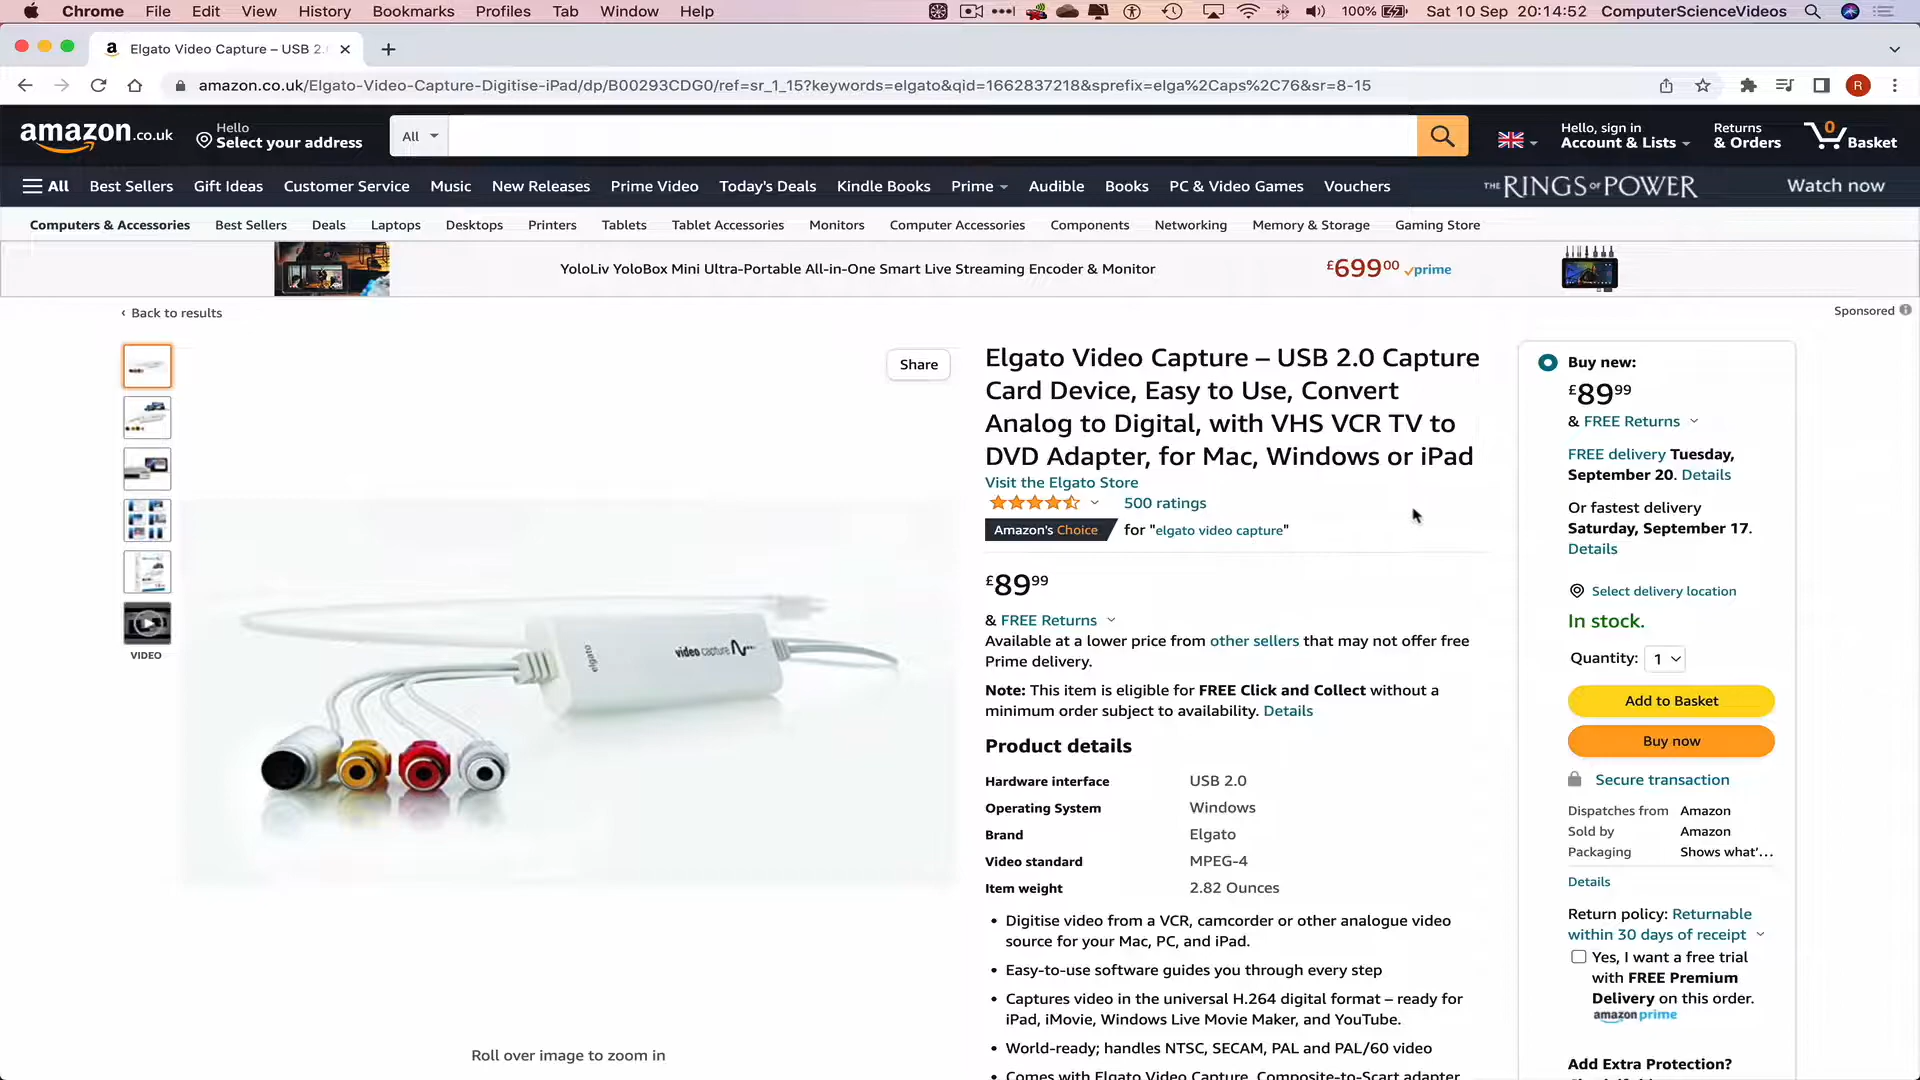 Chrome File Edit View History Bookmarks Profiles Tab Window Help 100% Sat 10 Sep 20:14:52 ComputerScienceVideos
Elgato Video Capture – USB 2.
amazon.co.uk/Elgato-Video-Capture-Digitise-iPad/dp/B00293CDG0/ref=sr_1_15?keywords=elgato&qid=1662837218&sprefix=elga%2Caps%2C76&sr=8-15 R
amazon.co.uk
Hello
Select your address
All
Hello, sign in
Account & Lists
Returns
& Orders
0
Basket
All Best Sellers Gift Ideas Customer Service Music New Releases Prime Video Today's Deals Kindle Books Prime Audible Books PC & Video Games Vouchers THE RINGS OF POWER Watch now
Computers & Accessories Best Sellers Deals Laptops Desktops Printers Tablets Tablet Accessories Monitors Computer Accessories Components Networking Memory & Storage Gaming Store
YoloLiv YoloBox Mini Ultra-Portable All-in-One Smart Live Streaming Encoder & Monitor £69900 prime
‹ Back to results
Sponsored
Share
VIDEO
elgato
video capture
Roll over image to zoom in
Elgato Video Capture – USB 2.0 Capture
Card Device, Easy to Use, Convert
Analog to Digital, with VHS VCR TV to
DVD Adapter, for Mac, Windows or iPad
Visit the Elgato Store
500 ratings
Amazon's Choice for "elgato video capture"
£8999
& FREE Returns
Available at a lower price from other sellers that may not offer free
Prime delivery.
Note: This item is eligible for FREE Click and Collect without a
minimum order subject to availability. Details
Product details
Hardware interface USB 2.0
Operating System Windows
Brand Elgato
Video standard MPEG-4
Item weight 2.82 Ounces
• Digitise video from a VCR, camcorder or other analogue video
source for your Mac, PC, and iPad.
• Easy-to-use software guides you through every step
• Captures video in the universal H.264 digital format – ready for
iPad, iMovie, Windows Live Movie Maker, and YouTube.
• World-ready; handles NTSC, SECAM, PAL and PAL/60 video
• Comes with Elgato Video Capture, Composite-to-Scart adapter
Buy new:
£8999
& FREE Returns
FREE delivery Tuesday,
September 20. Details
Or fastest delivery
Saturday, September 17.
Details
Select delivery location
In stock.
Quantity: 1
Add to Basket
Buy now
Secure transaction
Dispatches from Amazon
Sold by Amazon
Packaging Shows what'...
Details
Return policy: Returnable
within 30 days of receipt
Yes, I want a free trial
with FREE Premium
Delivery on this order.
amazon prime
Add Extra Protection?